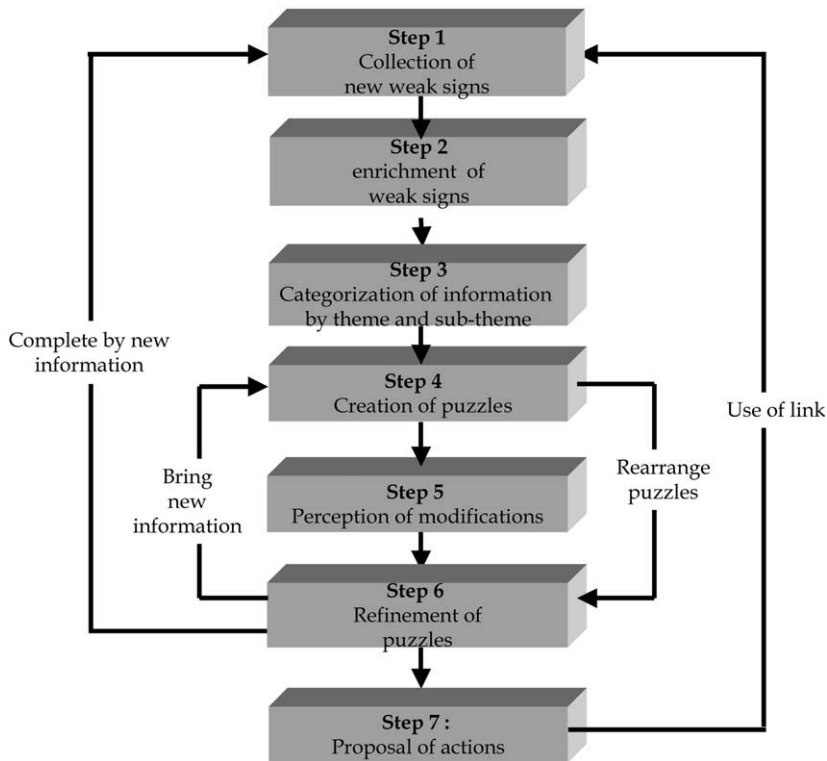 Step 1
Collection of
new weak signs
Step 2
enrichment of
weak signs
Step 3
Categorization of information
by theme and sub-theme
Complete by new
information
Step 4
Creation of puzzles
Use of link
Bring
new
information
Rearrange
puzzles
Step 5
Perception of modifications
Step 6
Refinement of
puzzles
Step 7 :
Proposal of actions